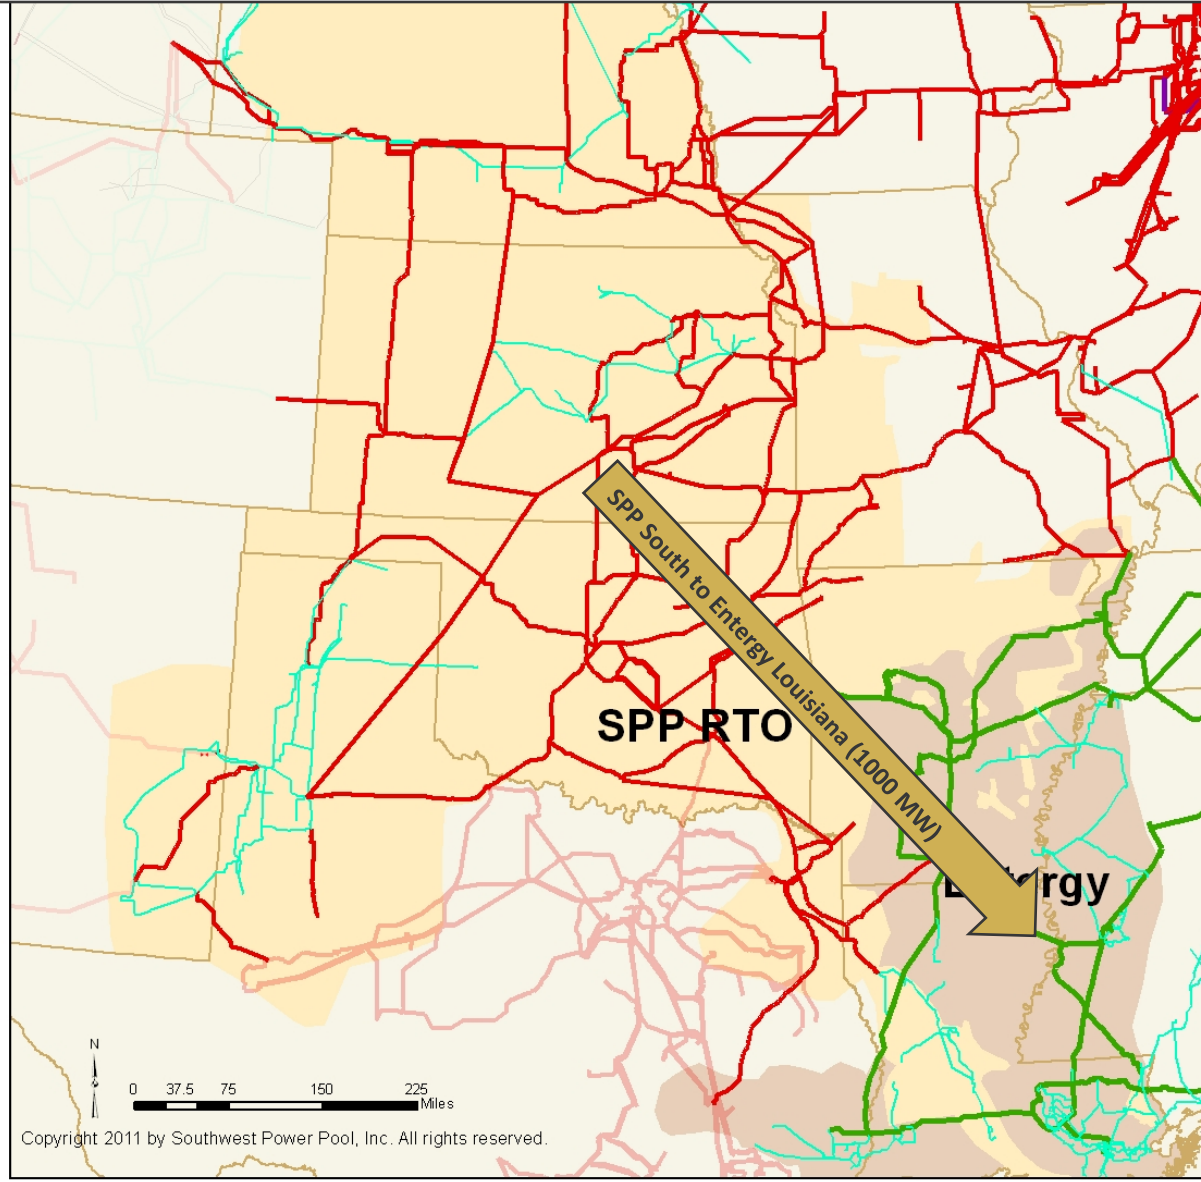 SPP South to Entergy Louisiana (1000 MW)
SPP RTO
Entergy
N
0 37.5 75 150 225
Miles
Copyright 2011 by Southwest Power Pool, Inc. All rights reserved.